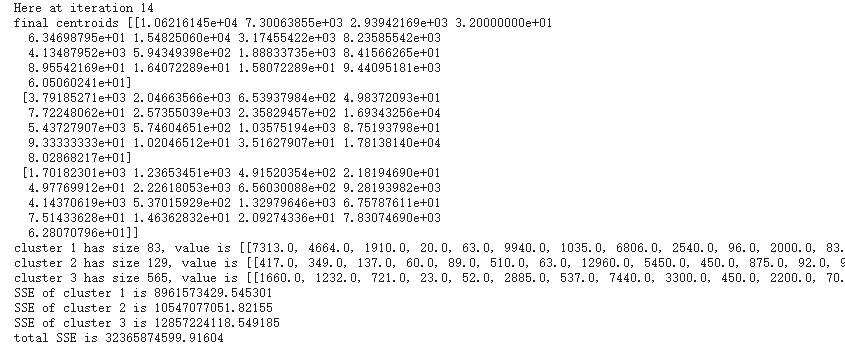 Here at iteration 14
final centroids [[1.06216145e+04 7.30063855e+03 2.93942169e+03 3.20000000e+01
6.34698795e+01 1.54825060e+04 3.17455422e+03 8.23585542e+03
4.13487952e+03 5.94349398e+02 1.88833735e+03 8.41566265e+01
8.95542169e+01 1.64072289e+01 1.58072289e+01 9.44095181e+03
6.05060241e+01]
[3.79185271e+03 2.04663566e+03 6.53937984e+02 4.98372093e+01
7.72248062e+01 2.57355039e+03 2.35829457e+02 1.69343256e+04
5.43727907e+03 5.74604651e+02 1.03575194e+03 8.75193798e+01
9.33333333e+01 1.02046512e+01 3.51627907e+01 1.78138140e+04
8.02868217e+01]
[1.70182301e+03 1.23653451e+03 4.91520354e+02 2.18194690e+01
4.97769912e+01 2.22618053e+03 6.56030088e+02 9.28193982e+03
4.14370619e+03 5.37015929e+02 1.32979646e+03 6.75787611e+01
7.51433628e+01 1.46362832e+01 2.09274336e+01 7.83074690e+03
6.28070796e+01]]
cluster 1 has size 83, value is [[7313.0, 4664.0, 1910.0, 20.0, 63.0, 9940.0, 1035.0, 6806.0, 2540.0, 96.0, 2000.0, 83.
cluster 2 has size 129, value is [[417.0, 349.0, 137.0, 60.0, 89.0, 510.0, 63.0, 12960.0, 5450.0, 450.0, 875.0, 92.0, 9
cluster 3 has size 565, value is [[1660.0, 1232.0, 721.0, 23.0, 52.0, 2885.0, 537.0, 7440.0, 3300.0, 450.0, 2200.0, 70.
SSE of cluster 1 is 8961573429.545301
SSE of cluster 2 is 10547077051.82155
SSE of cluster 3 is 12857224118.549185
total SSE is 32365874599.91604